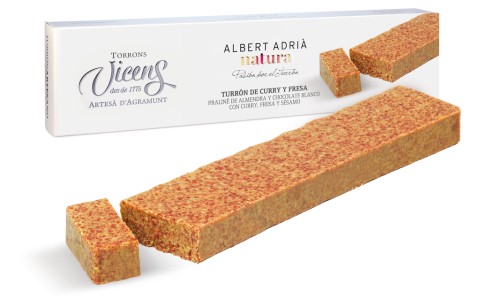 TORRONS
Vicens
des de 1775
ARTESÀ D'AGRAMUNT
ALBERT ADRIÀ
natura
TURRÓN DE CURRY Y FRESA
PRALINÉ DE ALMENDRA Y CHOCOLATE BLANCO
CON CURRY, FRESA Y SÉSAMO